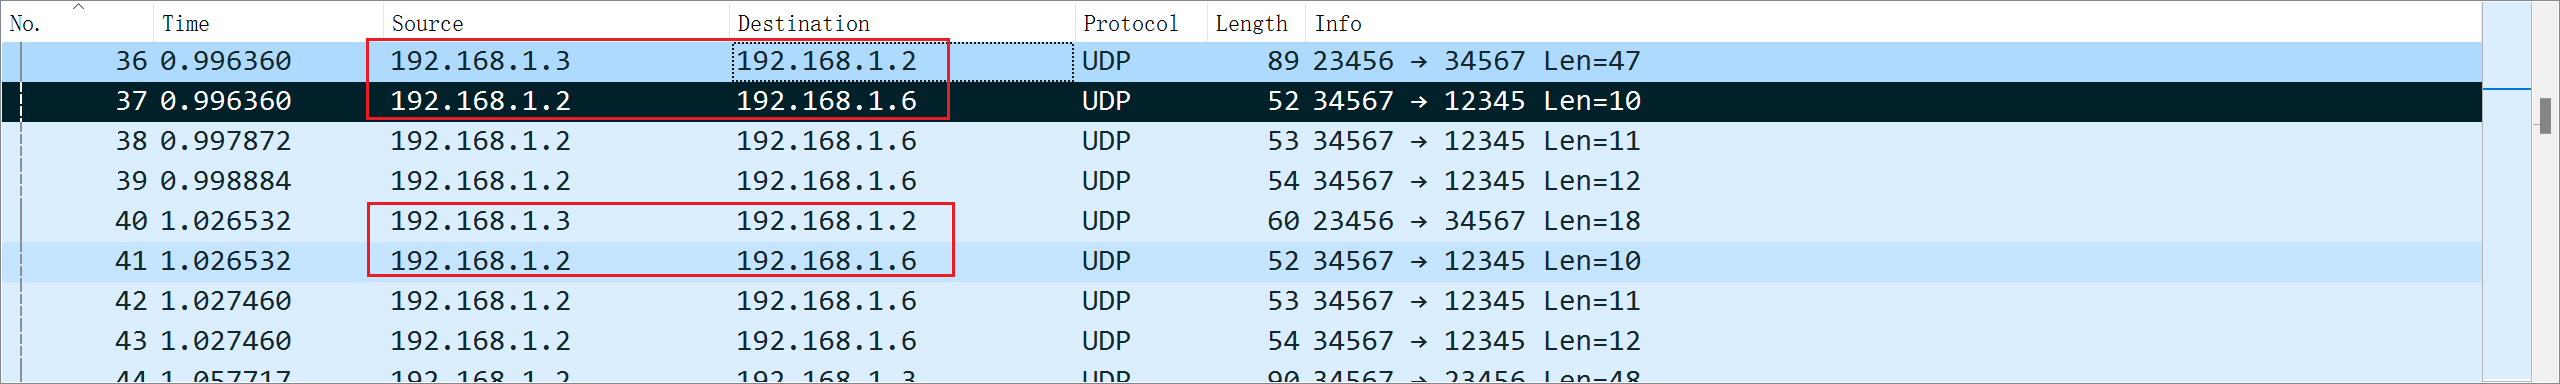 No. Time Source Destination Protocol Length Info
36 0.996360 192.168.1.3 192.168.1.2 UDP 89 23456 → 34567 Len=47
37 0.996360 192.168.1.2 192.168.1.6 UDP 52 34567 → 12345 Len=10
38 0.997872 192.168.1.2 192.168.1.6 UDP 53 34567 → 12345 Len=11
39 0.998884 192.168.1.2 192.168.1.6 UDP 54 34567 → 12345 Len=12
40 1.026532 192.168.1.3 192.168.1.2 UDP 60 23456 → 34567 Len=18
41 1.026532 192.168.1.2 192.168.1.6 UDP 52 34567 → 12345 Len=10
42 1.027460 192.168.1.2 192.168.1.6 UDP 53 34567 → 12345 Len=11
43 1.027460 192.168.1.2 192.168.1.6 UDP 54 34567 → 12345 Len=12
44 1.057717 192.168.1.2 192.168.1.3 UDP 90 34567 → 23456 Len=48